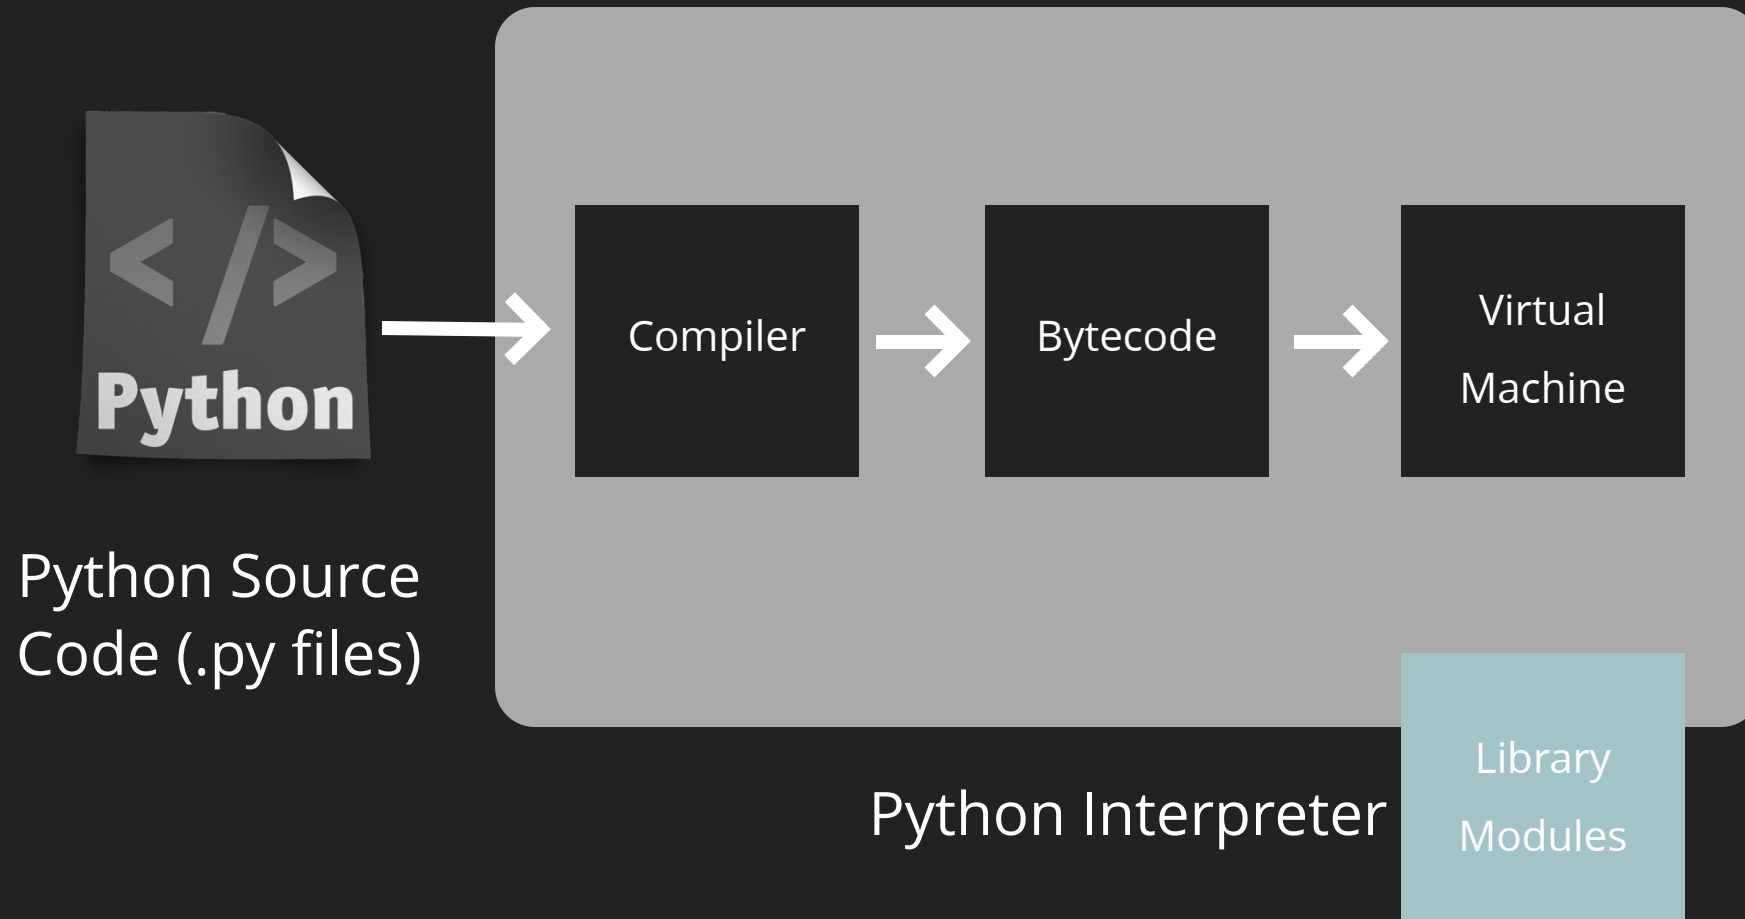 </>
Python
Python Source
Code (.py files)
Compiler
Bytecode
Virtual
Machine
Python Interpreter
Library
Modules